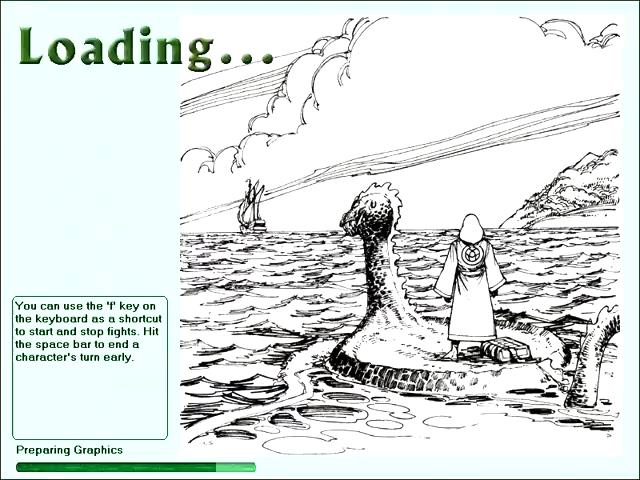 Loading...
You can use the 'f' key on
the keyboard as a shortcut
to start and stop fights. Hit
the space bar to end a
character's turn early.
Preparing Graphics